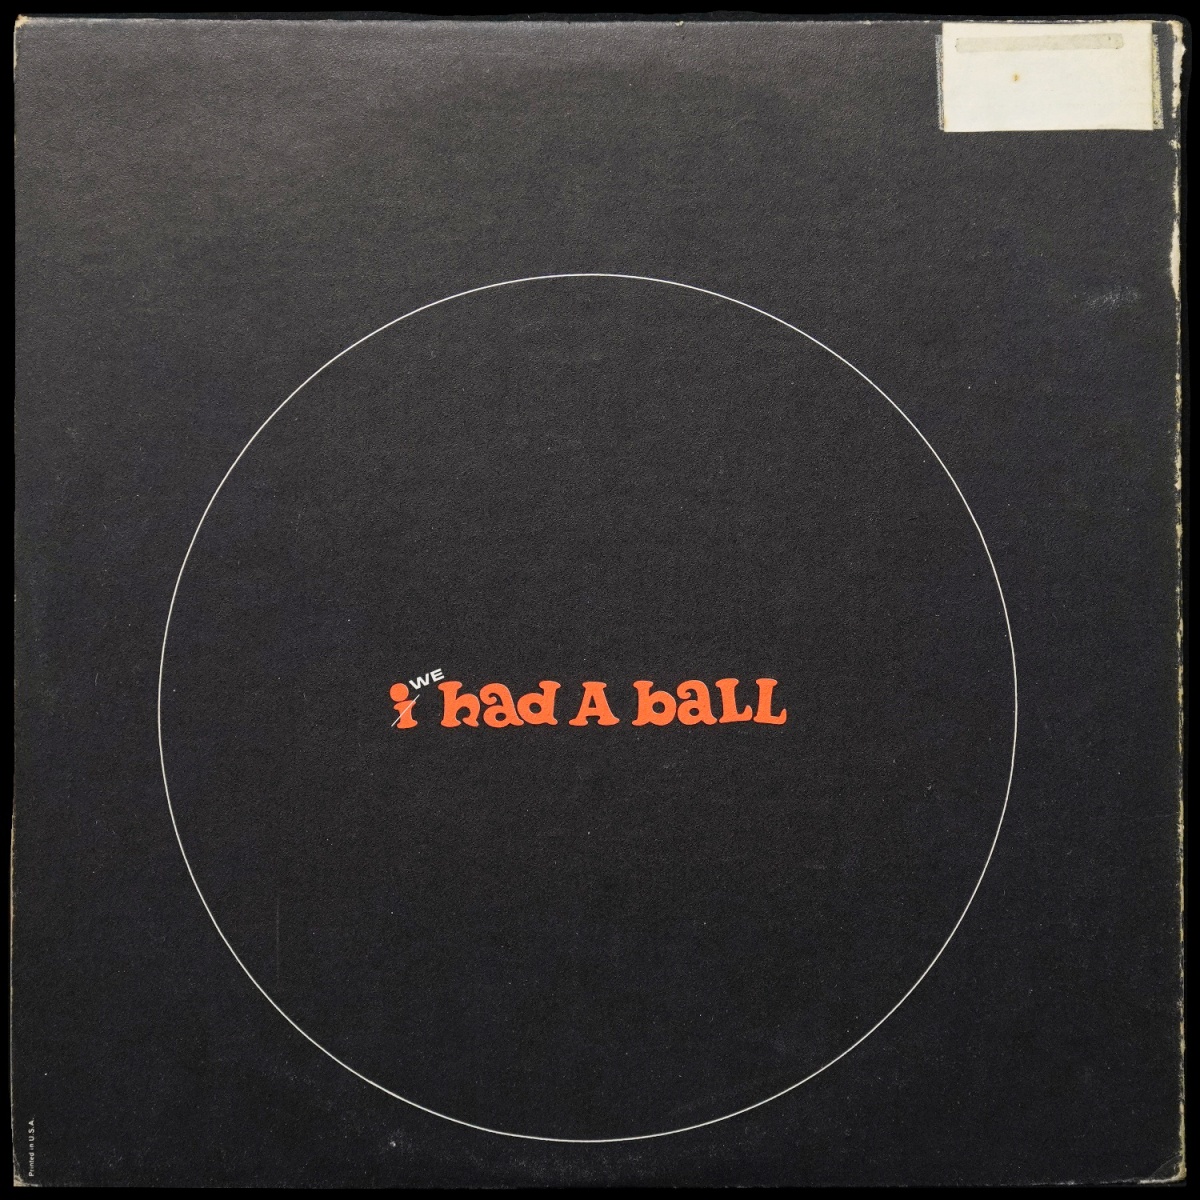 WE
i had A baLL
Printed in U.S.A.